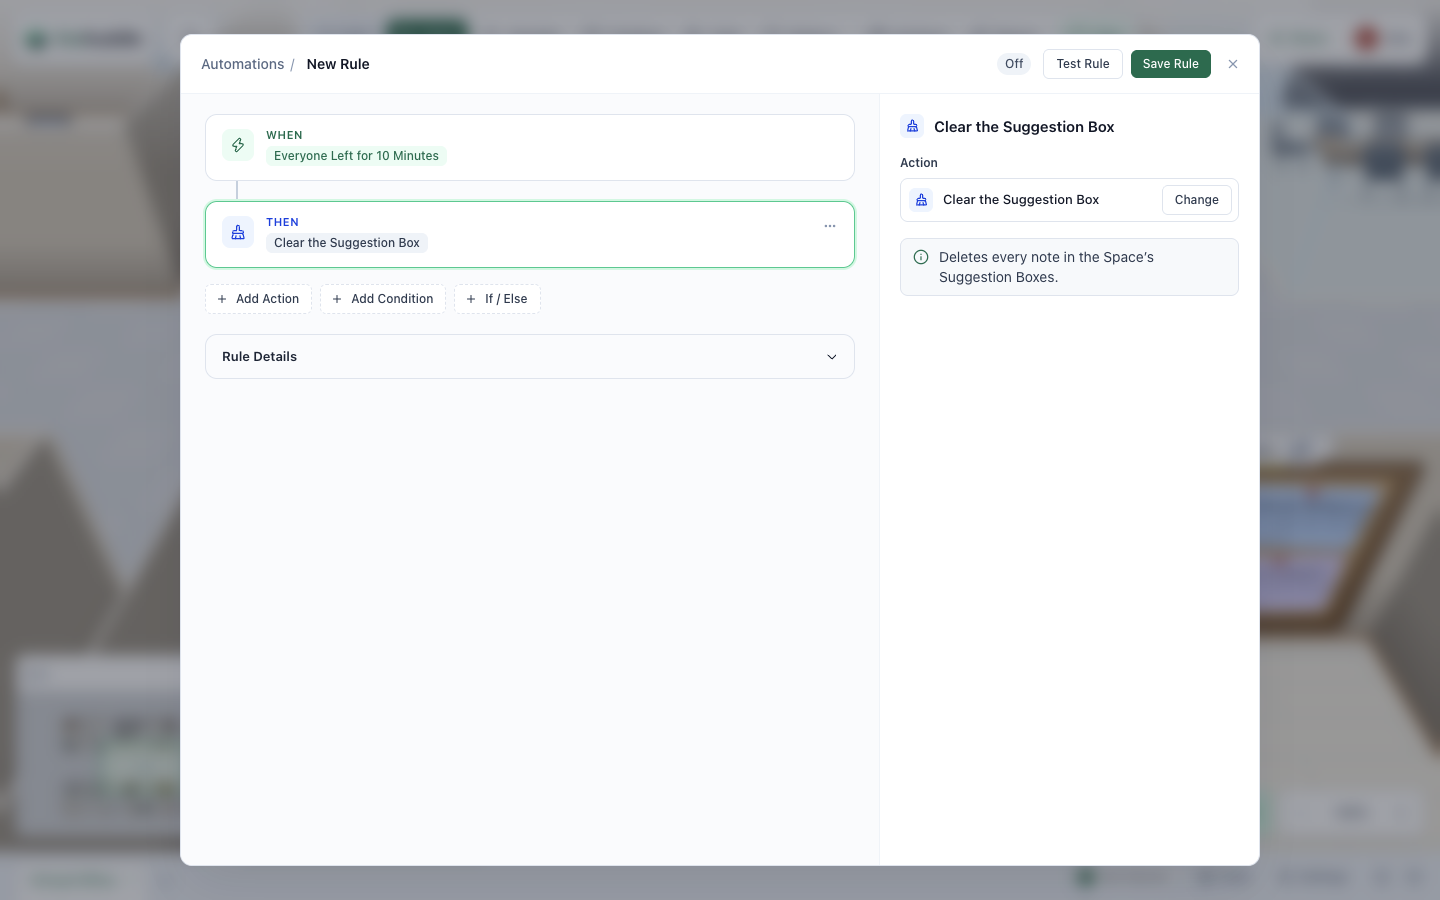 Automations / New Rule
Off
Test Rule
Save Rule
WHEN
Everyone Left for 10 Minutes
THEN
Clear the Suggestion Box
Add Action
Add Condition
If / Else
Rule Details
Clear the Suggestion Box
Action
Clear the Suggestion Box
Change
Deletes every note in the Space's
Suggestion Boxes.